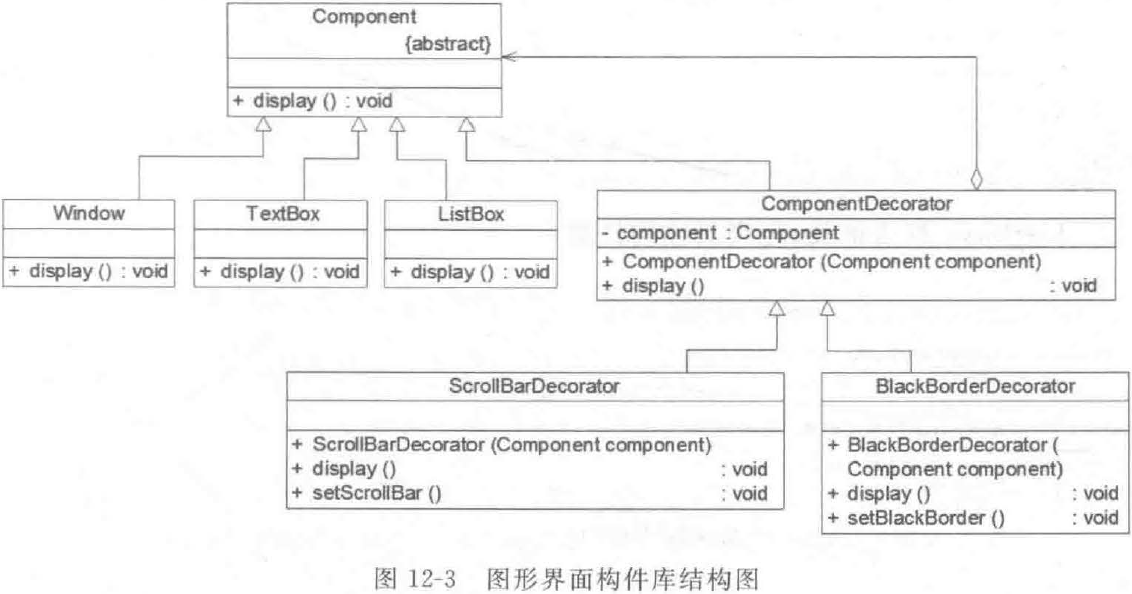 Component
{abstract}
+ display () : void
Window
+ display () : void
TextBox
+ display () : void
ListBox
+ display () : void
ComponentDecorator
- component : Component
+ ComponentDecorator (Component component)
+ display () : void
ScrollBarDecorator
+ ScrollBarDecorator (Component component)
+ display () : void
+ setScrollBar () : void
BlackBorderDecorator
+ BlackBorderDecorator (
Component component)
+ display () : void
+ setBlackBorder () : void
图 12-3 图形界面构件库结构图